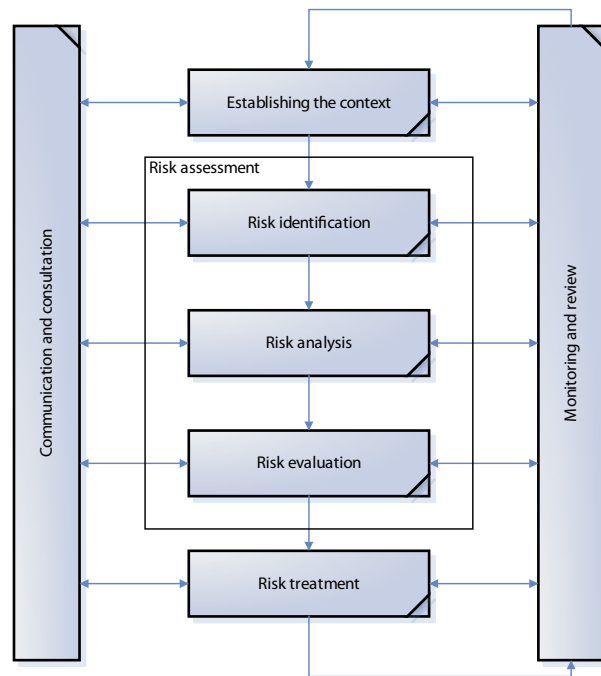 Establishing the context
Risk assessment
Risk identification
Risk analysis
Risk evaluation
Risk treatment
Communication and consultation
Monitoring and review